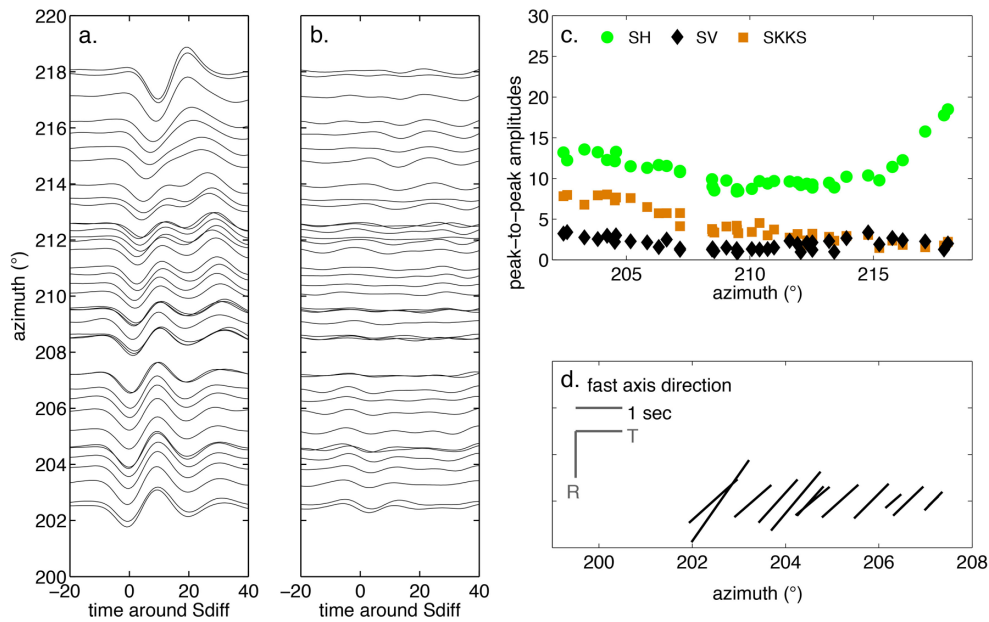 a.
220
218
216
214
212
210
208
206
204
202
200
azimuth (°)
−20 0 20 40
time around Sdiff
b.
−20 0 20 40
time around Sdiff
c.
SH SV SKKS
30
25
20
15
10
5
0
peak−to−peak amplitudes
205 210 215
azimuth (°)
d. fast axis direction
1 sec
T
R
200 202 204 206 208
azimuth (°)